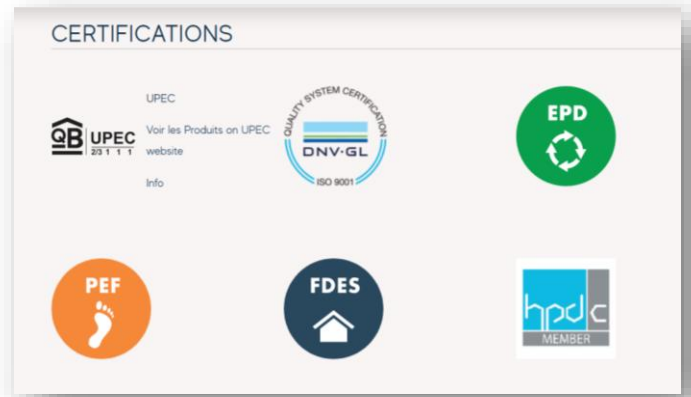 CERTIFICATIONS
QB UPEC
2/3 1 1 1
UPEC
Voir les Produits on UPEC
website
Info
QUALITY SYSTEM CERTIFICATION
DNV·GL
ISO 9001
EPD
PEF
FDES
hpdc
MEMBER